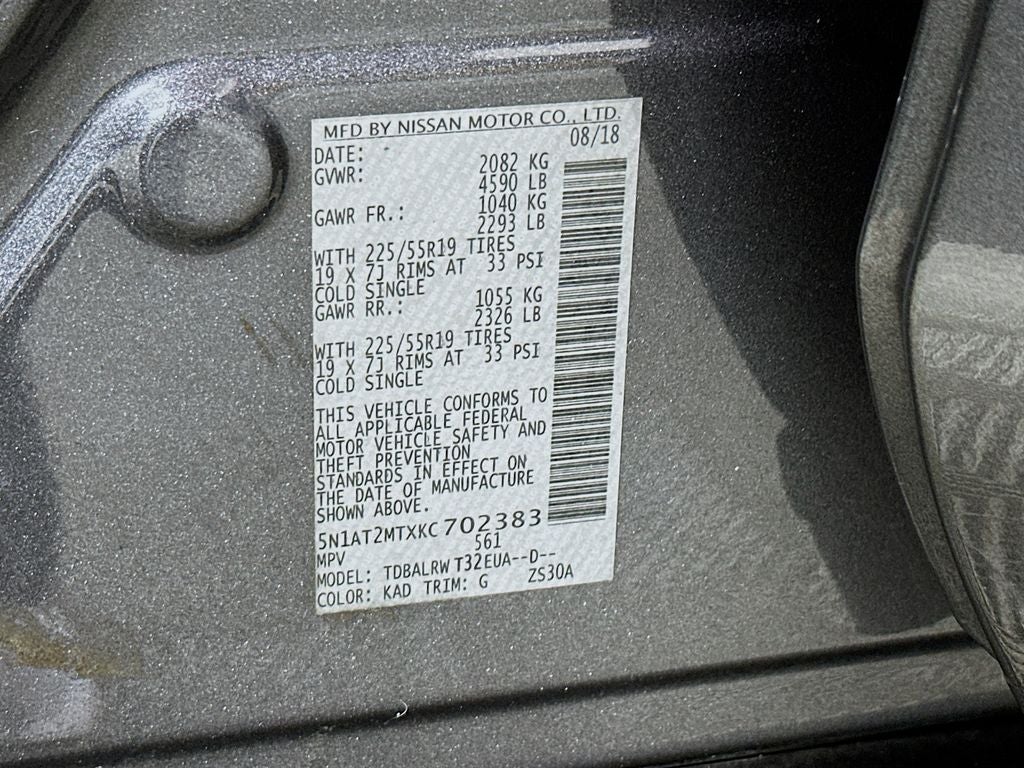 MFD BY NISSAN MOTOR CO., LTD.
DATE: 08/18
GVWR: 2082 KG
4590 LB
GAWR FR.: 1040 KG
2293 LB
WITH 225/55R19 TIRES
19 X 7J RIMS AT 33 PSI
COLD SINGLE
GAWR RR.: 1055 KG
2326 LB
WITH 225/55R19 TIRES
19 X 7J RIMS AT 33 PSI
COLD SINGLE
THIS VEHICLE CONFORMS TO
ALL APPLICABLE FEDERAL
MOTOR VEHICLE SAFETY AND
THEFT PREVENTION
STANDARDS IN EFFECT ON
THE DATE OF MANUFACTURE
SHOWN ABOVE.
5N1AT2MTXKC702383
MPV 561
MODEL: TDBALRWT32EUA--D--
COLOR: KAD TRIM: G ZS30A